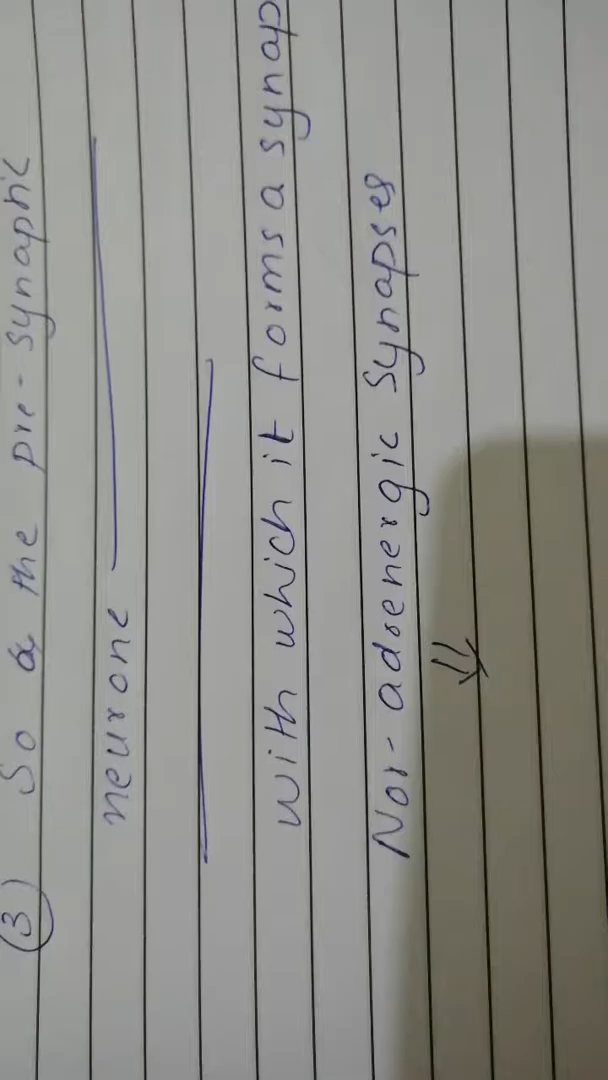 ③ So the pre-synaptic
neurone
with which it forms a synap
Nor-adrenergic synapses
⇓